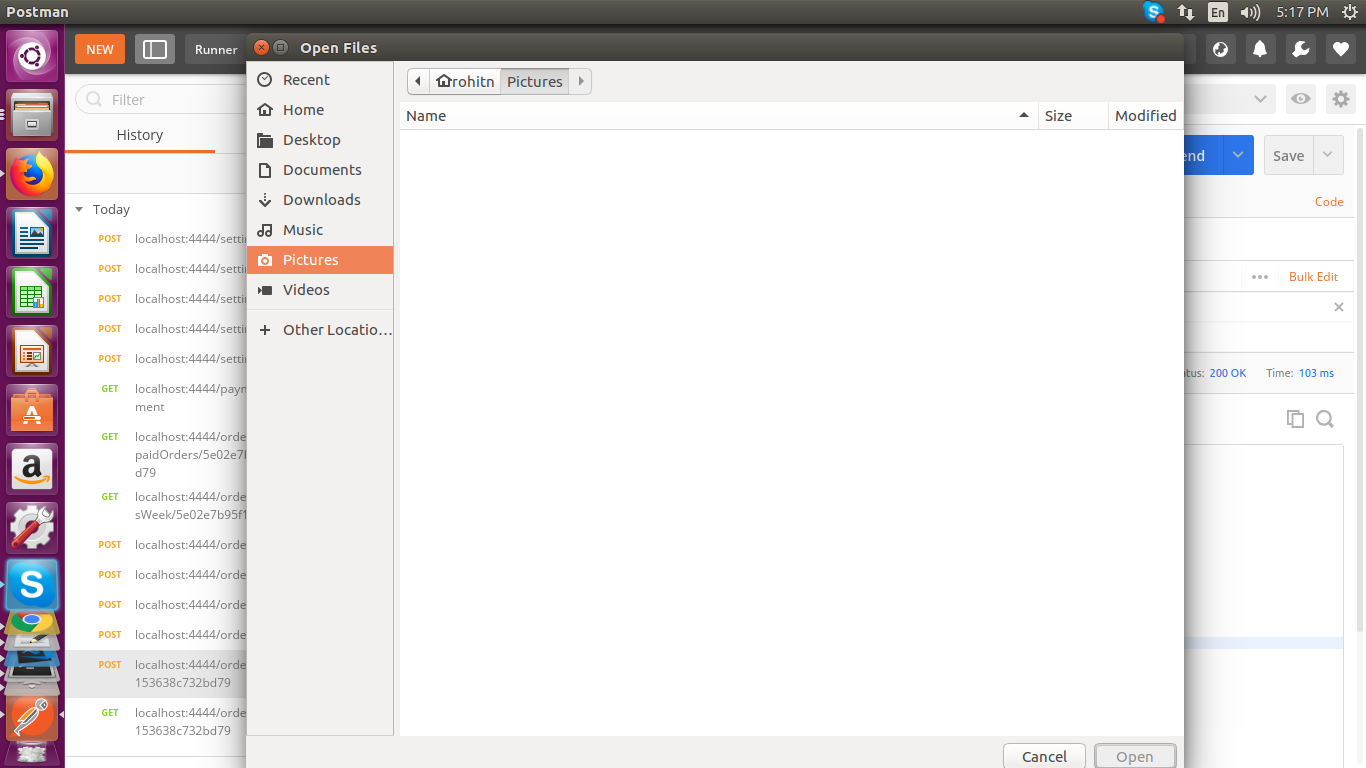 Postman
En
5:17 PM
NEW
Runner
Open Files
Filter
History
Today
POST localhost:4444/setti
POST localhost:4444/setti
POST localhost:4444/setti
POST localhost:4444/setti
POST localhost:4444/setti
GET localhost:4444/payn
ment
GET localhost:4444/orde
paidOrders/5e02e7
d79
GET localhost:4444/orde
sWeek/5e02e7b95f1
POST localhost:4444/orde
POST localhost:4444/orde
POST localhost:4444/orde
POST localhost:4444/orde
POST localhost:4444/orde
153638c732bd79
GET localhost:4444/orde
153638c732bd79
Recent
Home
Desktop
Documents
Downloads
Music
Pictures
Videos
Other Locatio...
rohitn Pictures
Name Size Modified
Cancel Open
end Save
Code
Bulk Edit
atus: 200 OK Time: 103 ms